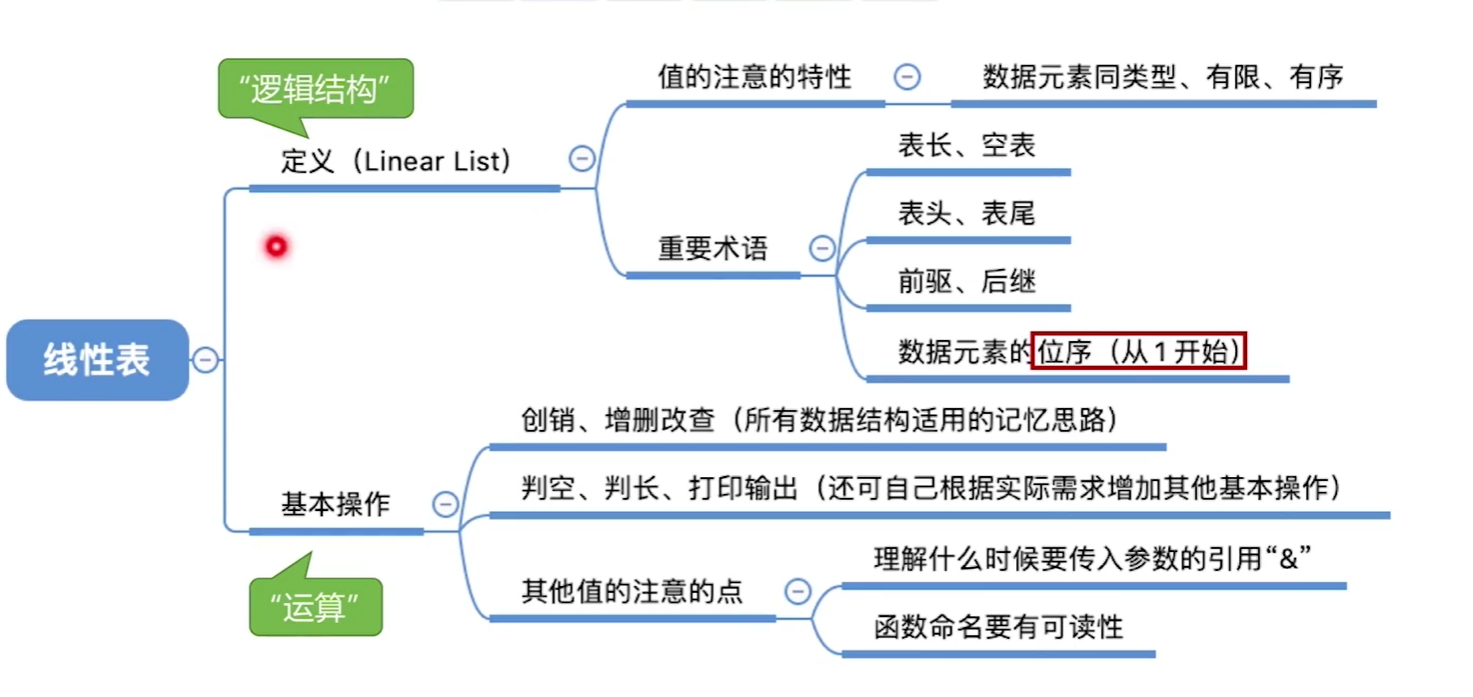 “逻辑结构”
值的注意的特性
数据元素同类型、有限、有序
定义（Linear List）
表长、空表
表头、表尾
重要术语
前驱、后继
数据元素的位序（从1开始）
线性表
创销、增删改查（所有数据结构适用的记忆思路）
判空、判长、打印输出（还可自己根据实际需求增加其他基本操作）
基本操作
理解什么时候要传入参数的引用“&”
其他值的注意的点
函数命名要有可读性
“运算”